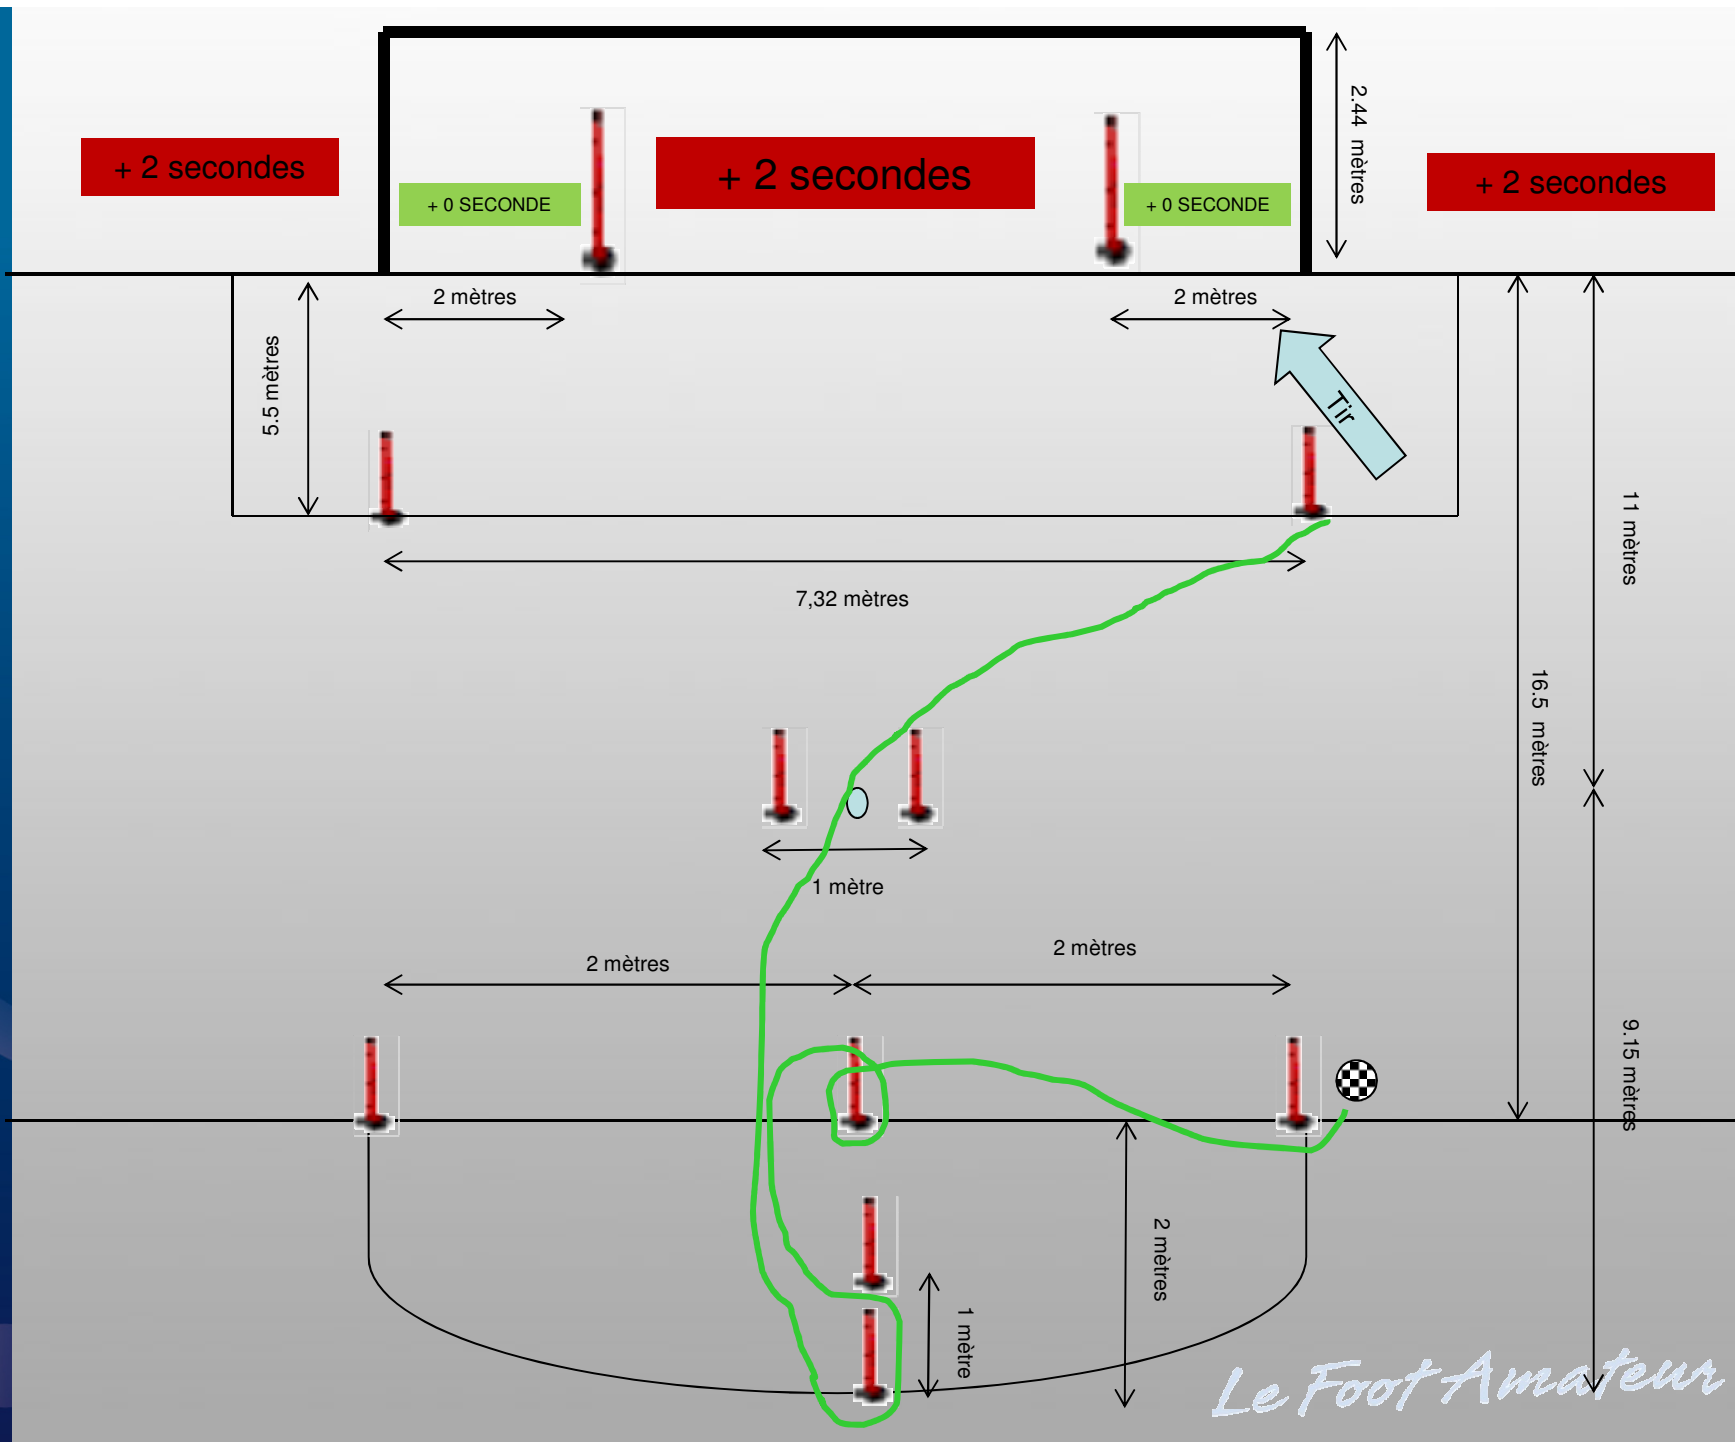 2.44 mètres
+ 2 secondes
+ 2 secondes
+ 2 secondes
+ 0 SECONDE
+ 0 SECONDE
2 mètres
2 mètres
5.5 mètres
Tir
11 mètres
7,32 mètres
16.5 mètres
1 mètre
2 mètres
2 mètres
9.15 mètres
2 mètres
1 mètre
Le Foot Amateur